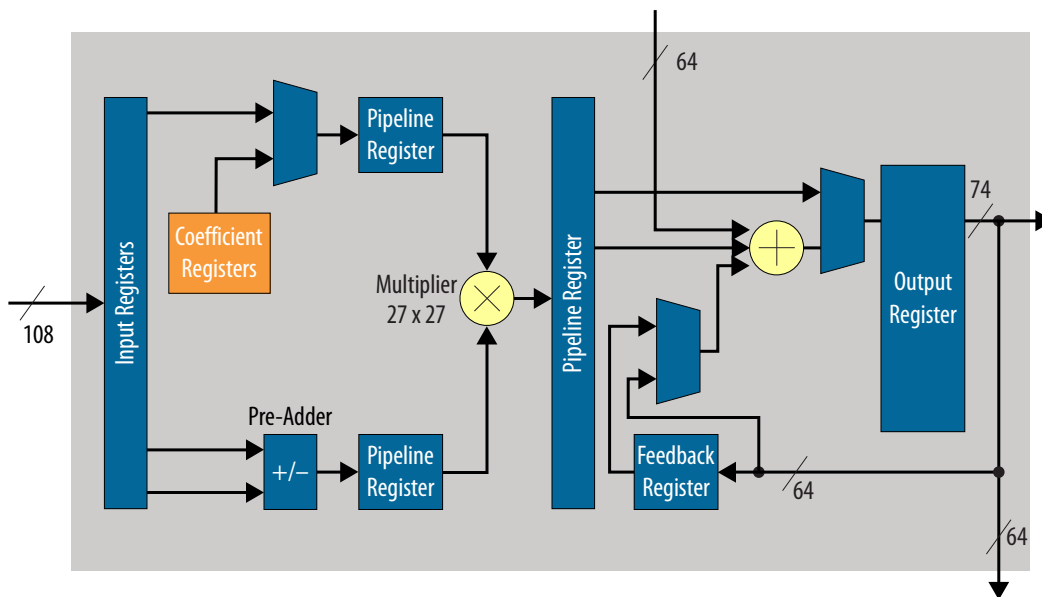 64
Input Registers
Pipeline
Register
Coefficient
Registers
108
Multiplier
27 x 27
Pipeline Register
74
Output
Register
Pre-Adder
+/−
Pipeline
Register
Feedback
Register
64
64